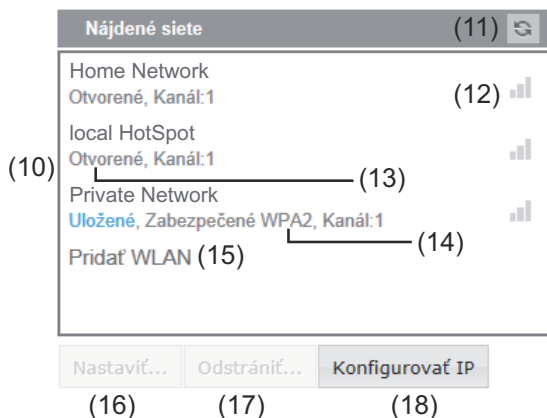 Nájdené siete (11)
Home Network
Otvorené, Kanál:1 (12)
local HotSpot
Otvorené, Kanál:1
(10) (13)
Private Network
Uložené, Zabezpečené WPA2, Kanál:1
(14)
Pridať WLAN (15)
Nastaviť... Odstrániť... Konfigurovať IP
(16) (17) (18)